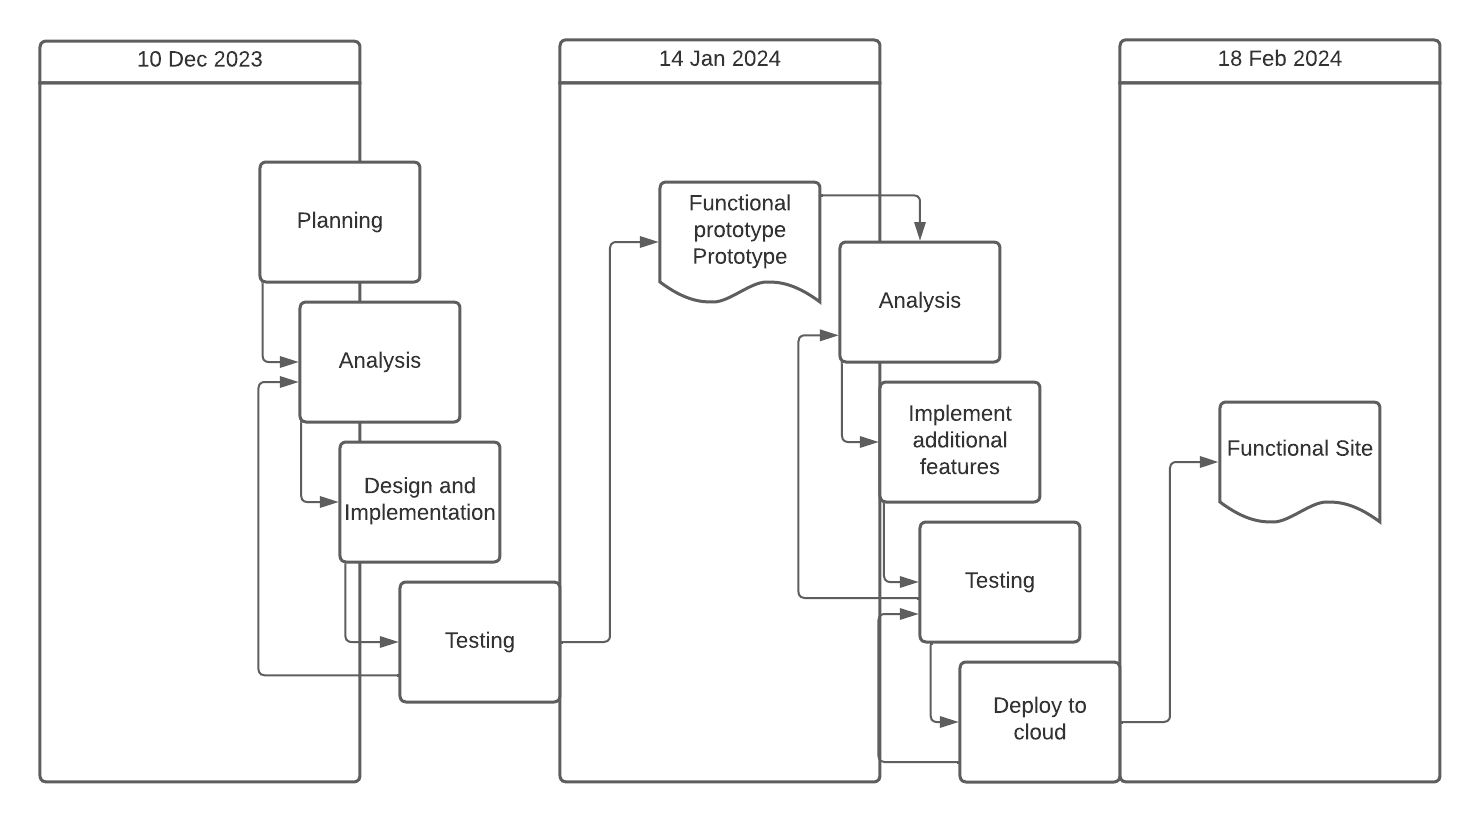 10 Dec 2023
14 Jan 2024
18 Feb 2024
Planning
Analysis
Design and
Implementation
Testing
Functional
prototype
Prototype
Analysis
Implement
additional
features
Testing
Deploy to
cloud
Functional Site